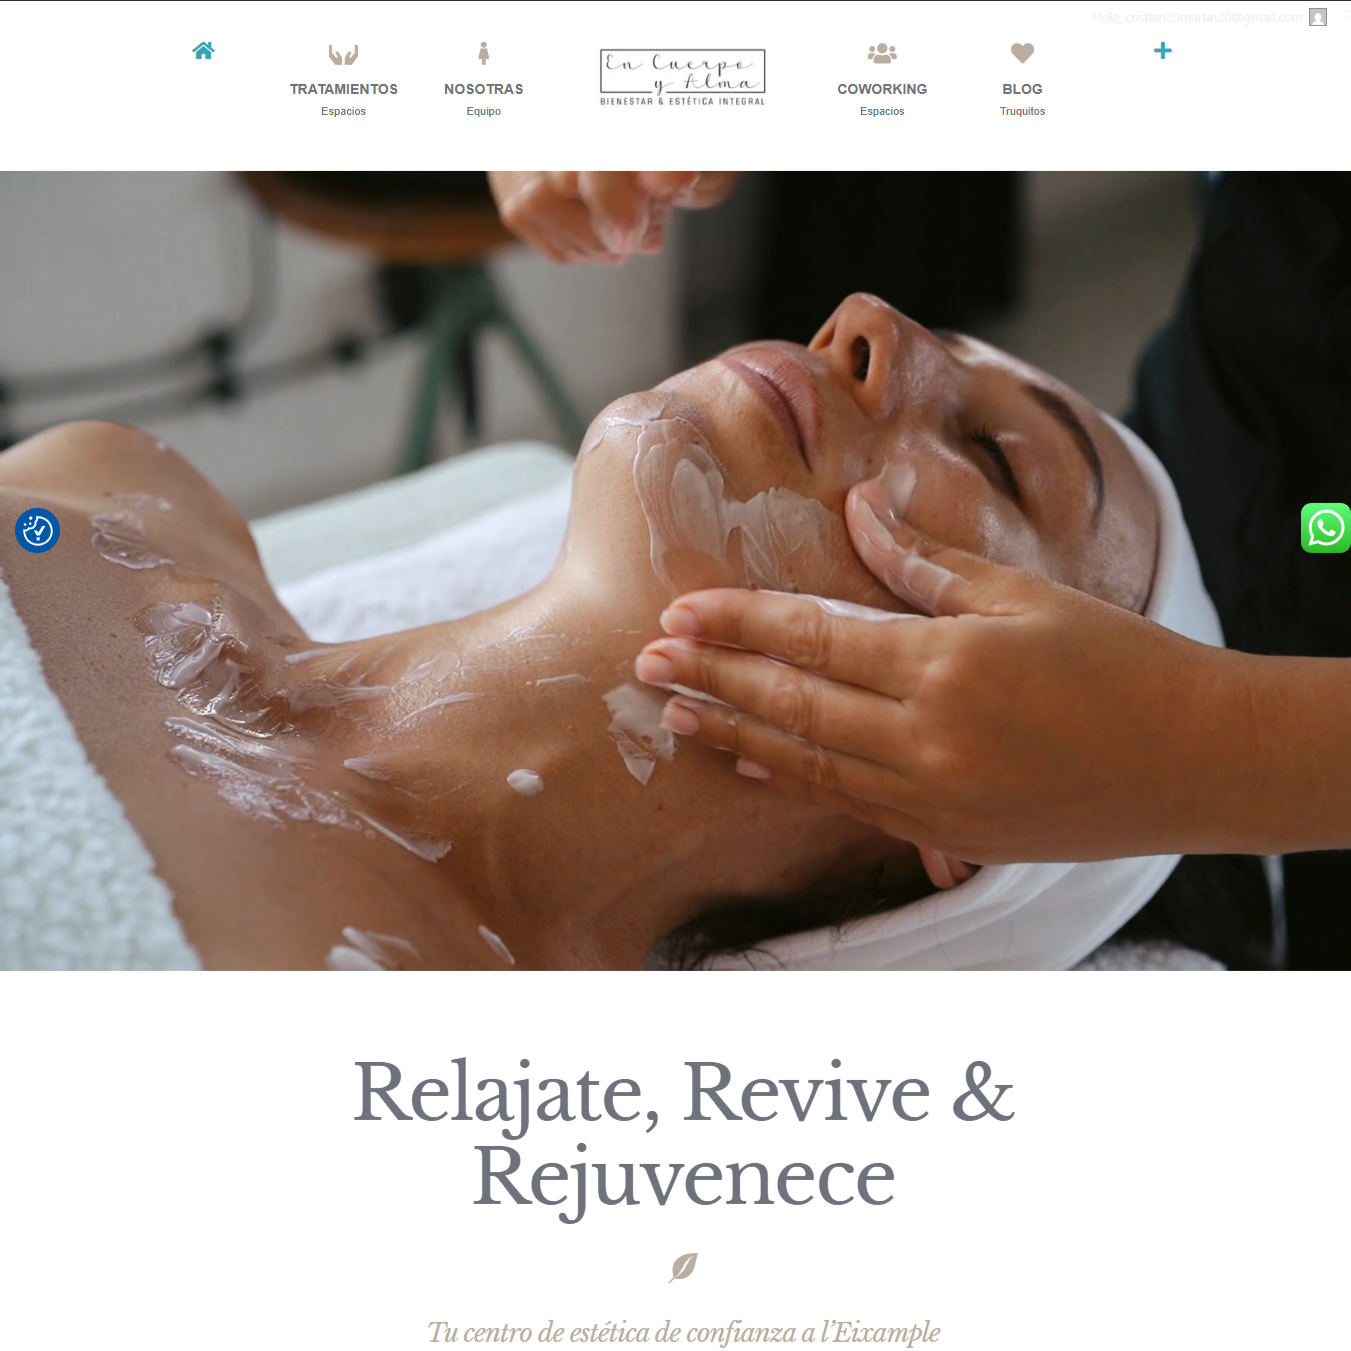 Hola, cristian20martin20@gmail.com
TRATAMIENTOS
Espacios
NOSOTRAS
Equipo
En Cuerpo
y Alma
BIENESTAR & ESTÉTICA INTEGRAL
COWORKING
Espacios
BLOG
Truquitos
Relajate, Revive &
Rejuvenece
Tu centro de estética de confianza a l’Eixample